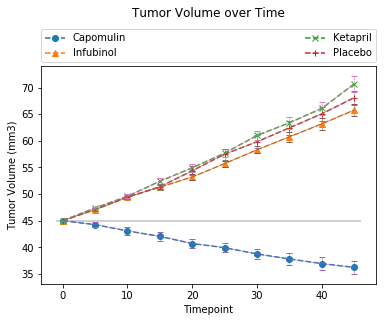 Tumor Volume over Time
Capomulin
Infubinol
Ketapril
Placebo
70
65
60
55
50
45
40
35
Tumor Volume (mm3)
0
10
20
30
40
Timepoint